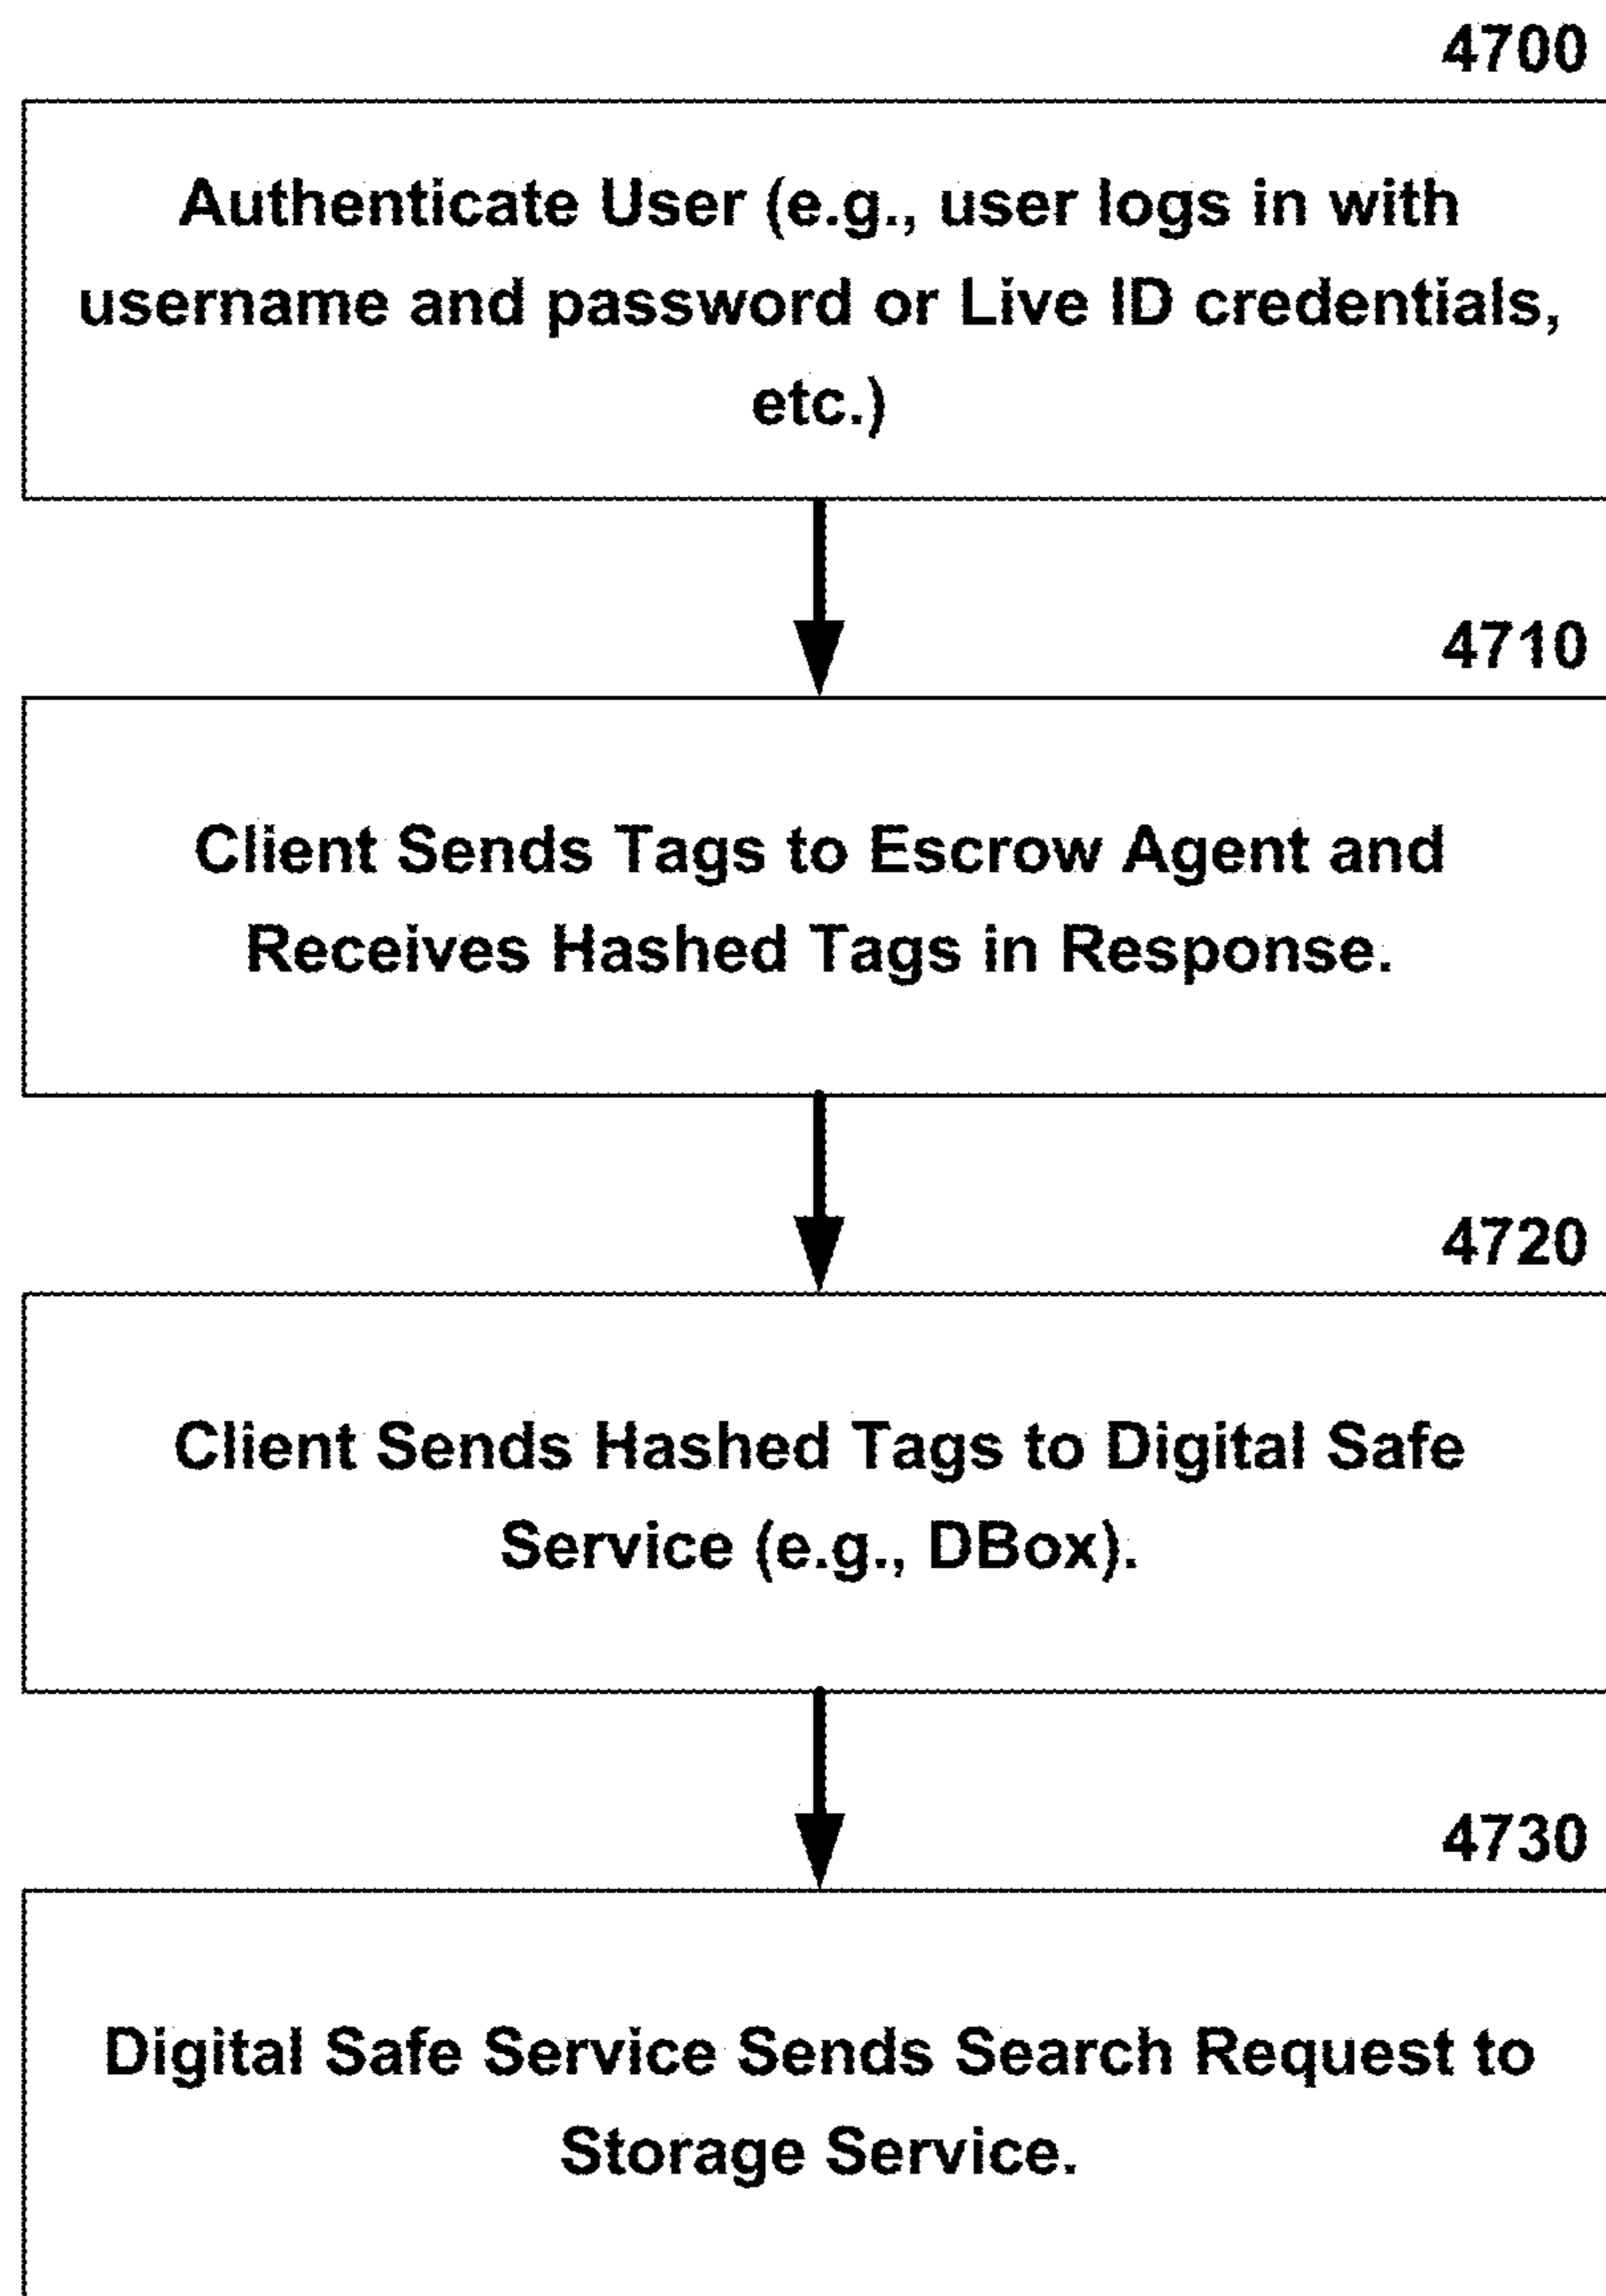 4700
Authenticate User (e.g., user logs in with
username and password or Live ID credentials,
etc.)
4710
Client Sends Tags to Escrow Agent and
Receives Hashed Tags in Response.
4720
Client Sends Hashed Tags to Digital Safe
Service (e.g., DBox).
4730
Digital Safe Service Sends Search Request to
Storage Service.